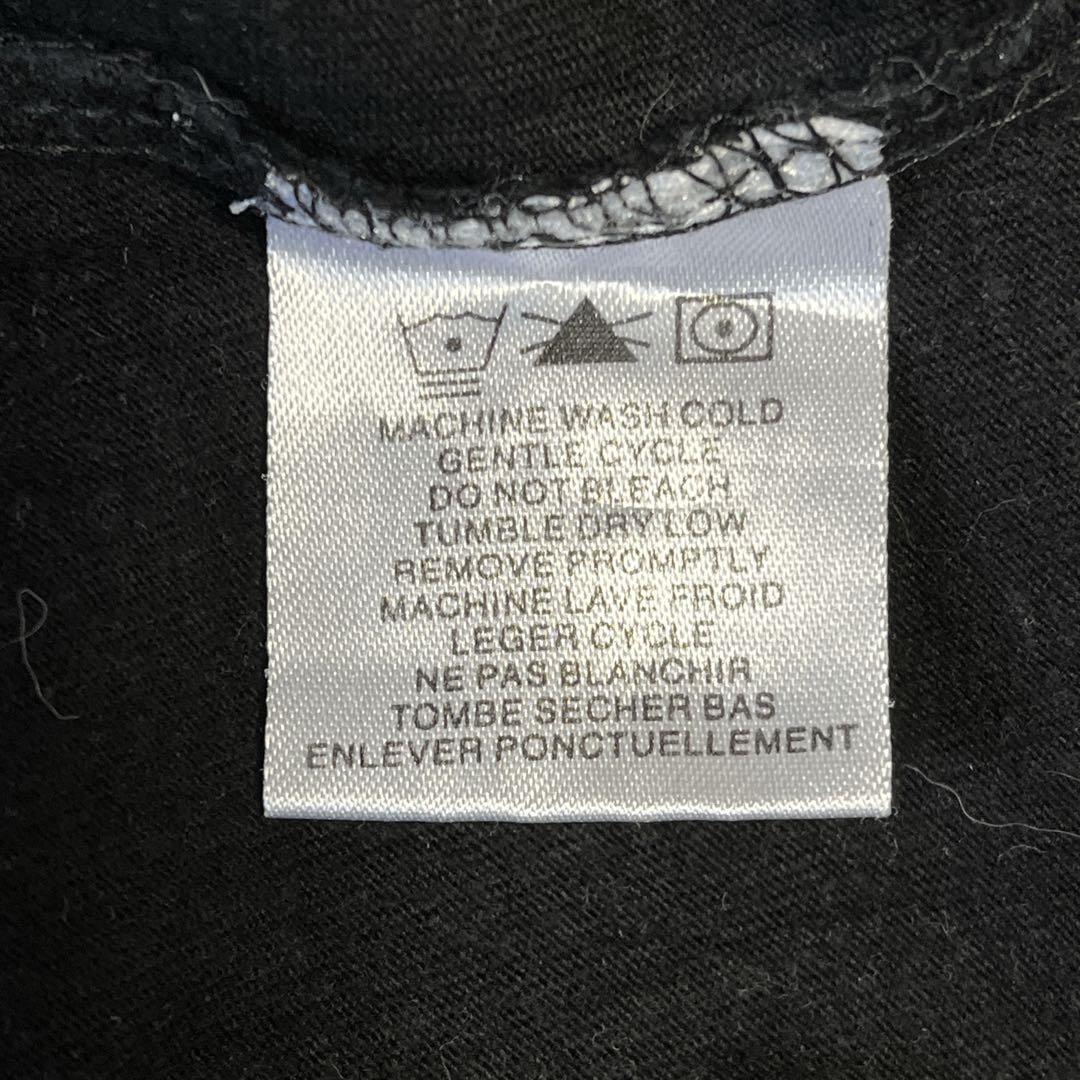 MACHINE WASH COLD
GENTLE CYCLE
DO NOT BLEACH
TUMBLE DRY LOW
REMOVE PROMPTLY
MACHINE LAVE FROID
LEGER CYCLE
NE PAS BLANCHIR
TOMBE SECHER BAS
ENLEVER PONCTUELLEMENT